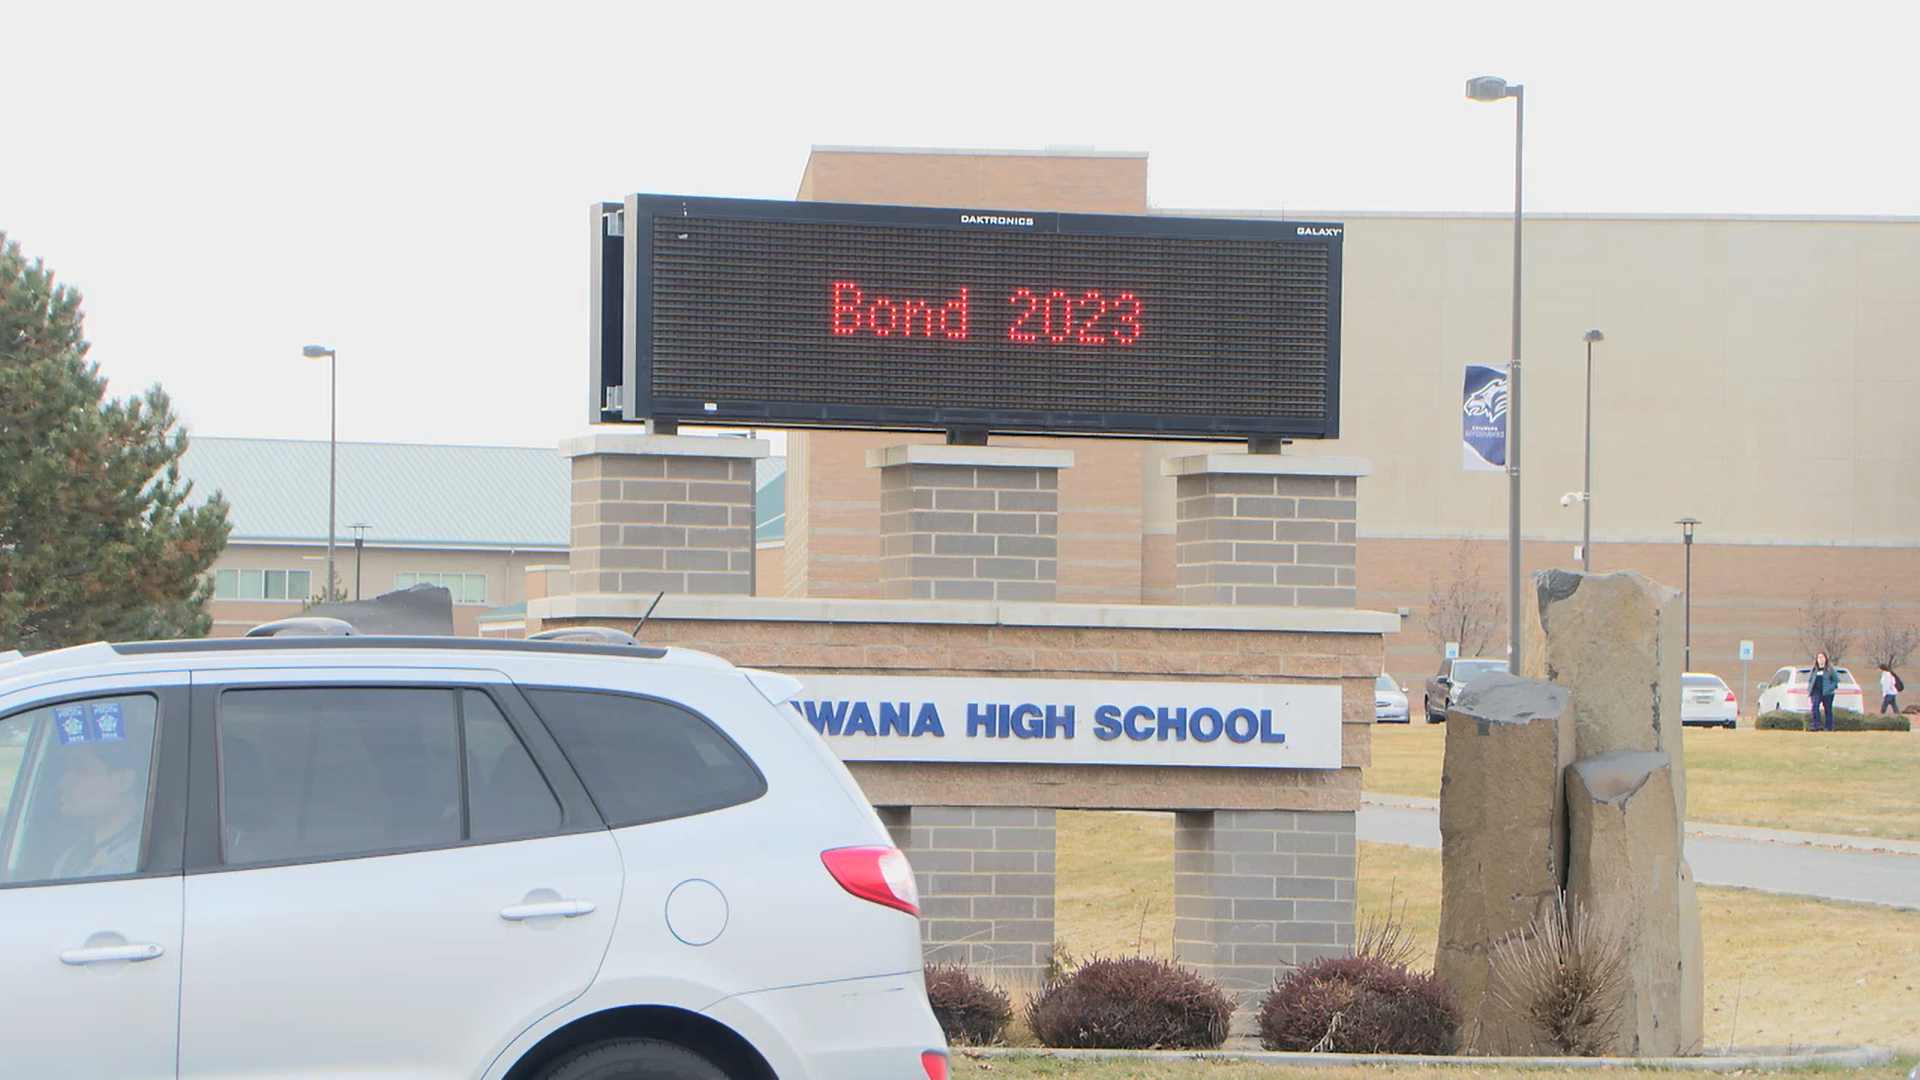 DAKTRONICS
GALAXY
Bond 2023
WANA HIGH SCHOOL